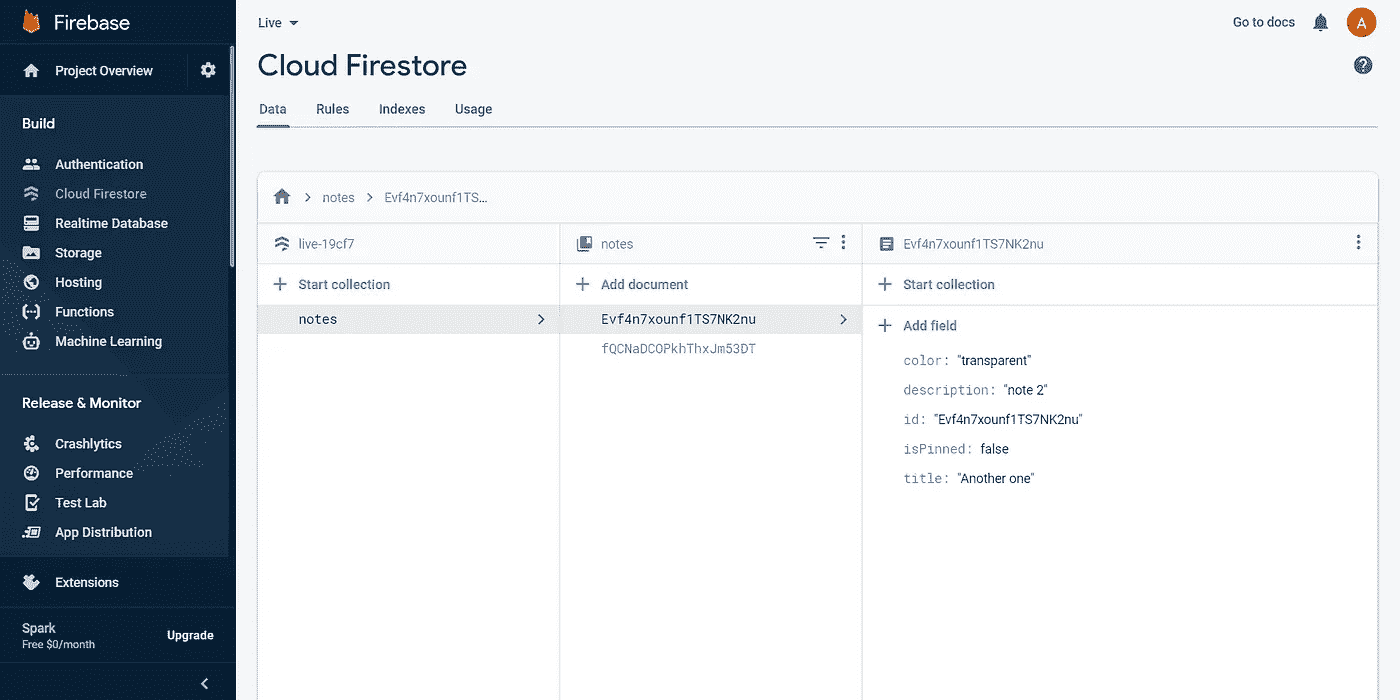 Firebase
Project Overview
Build
Authentication
Cloud Firestore
Realtime Database
Storage
Hosting
Functions
Machine Learning
Release & Monitor
Crashlytics
Performance
Test Lab
App Distribution
Extensions
Spark
Free $0/month
Upgrade
Live
Go to docs
A
Cloud Firestore
Data Rules Indexes Usage
notes Evf4n7xounf1TS...
live-19cf7
Start collection
notes
notes
Add document
Evf4n7xounf1TS7NK2nu
fQCNaDCOPkhThxJm53DT
Evf4n7xounf1TS7NK2nu
Start collection
Add field
color: "transparent"
description: "note 2"
id: "Evf4n7xounf1TS7NK2nu"
isPinned: false
title: "Another one"